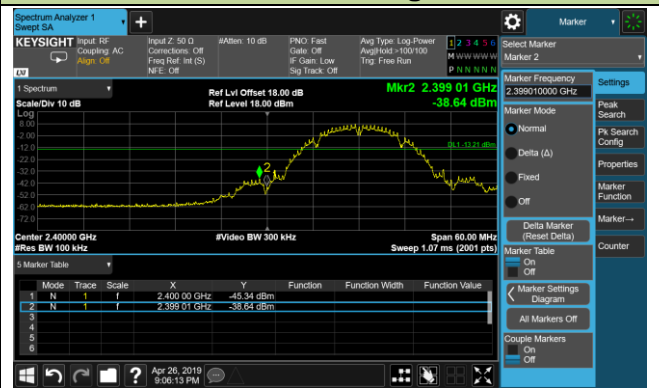 Spectrum Analyzer 1
Swept SA
Marker
KEYSIGHT
Input: RF
Coupling: AC
Align: Off
Input Z: 50 Ω
Corrections: Off
Freq Ref: Int (S)
NFE: Off
#Atten: 10 dB
PNO: Fast
Gate: Off
IF Gain: Low
Sig Track: Off
Avg Type: Log-Power
Avg|Hold:>100/100
Trig: Free Run
1 2 3 4 5 6
M W W W W W
P N N N N N
LXI
1 Spectrum
Scale/Div 10 dB
Log
Ref Lvl Offset 18.00 dB
Ref Level 18.00 dBm
Mkr2 2.399 01 GHz
-38.64 dBm
8.00
-2.00
-12.0
-22.0
-32.0
-42.0
-52.0
-62.0
-72.0
DL1 -13.21 dBm
2
Center 2.40000 GHz
#Res BW 100 kHz
#Video BW 300 kHz
Span 60.00 MHz
Sweep 1.07 ms (2001 pts)
5 Marker Table
Mode Trace Scale X Y Function Function Width Function Value
1 N 1 f 2.400 00 GHz -45.34 dBm
2 N 1 f 2.399 01 GHz -38.64 dBm
3
4
5
6
Apr 26, 2019
9:06:13 PM
Select Marker
Marker 2
Marker Frequency
2.399010000 GHz
Marker Mode
Normal
Delta (Δ)
Fixed
Off
Delta Marker
(Reset Delta)
Marker Table
On
Off
Marker Settings
Diagram
All Markers Off
Couple Markers
On
Off
Settings
Peak
Search
Pk Search
Config
Properties
Marker
Function
Marker→
Counter